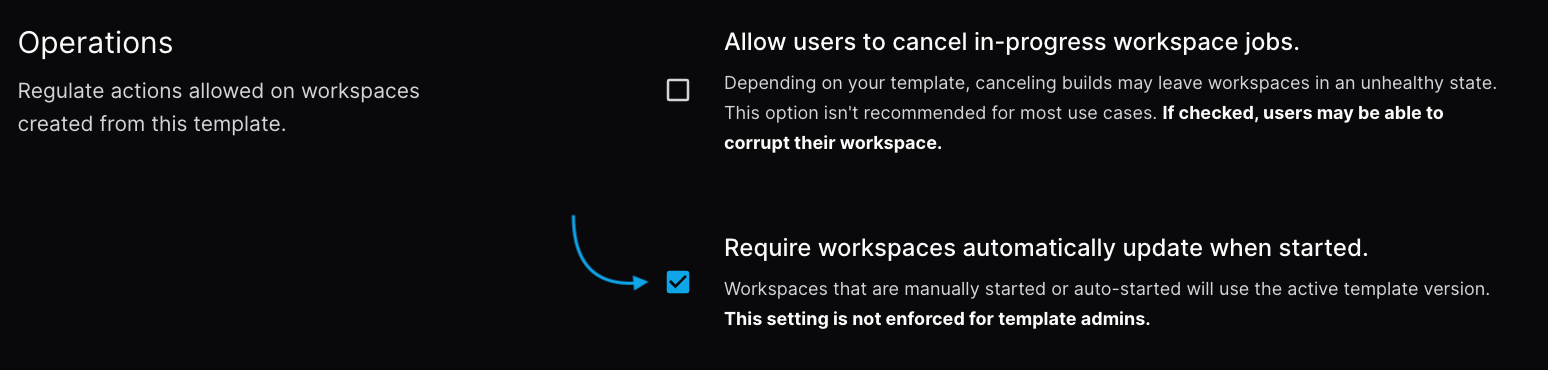 Operations
Regulate actions allowed on workspaces
created from this template.
Allow users to cancel in-progress workspace jobs.
Depending on your template, canceling builds may leave workspaces in an unhealthy state.
This option isn't recommended for most use cases. If checked, users may be able to
corrupt their workspace.
Require workspaces automatically update when started.
Workspaces that are manually started or auto-started will use the active template version.
This setting is not enforced for template admins.